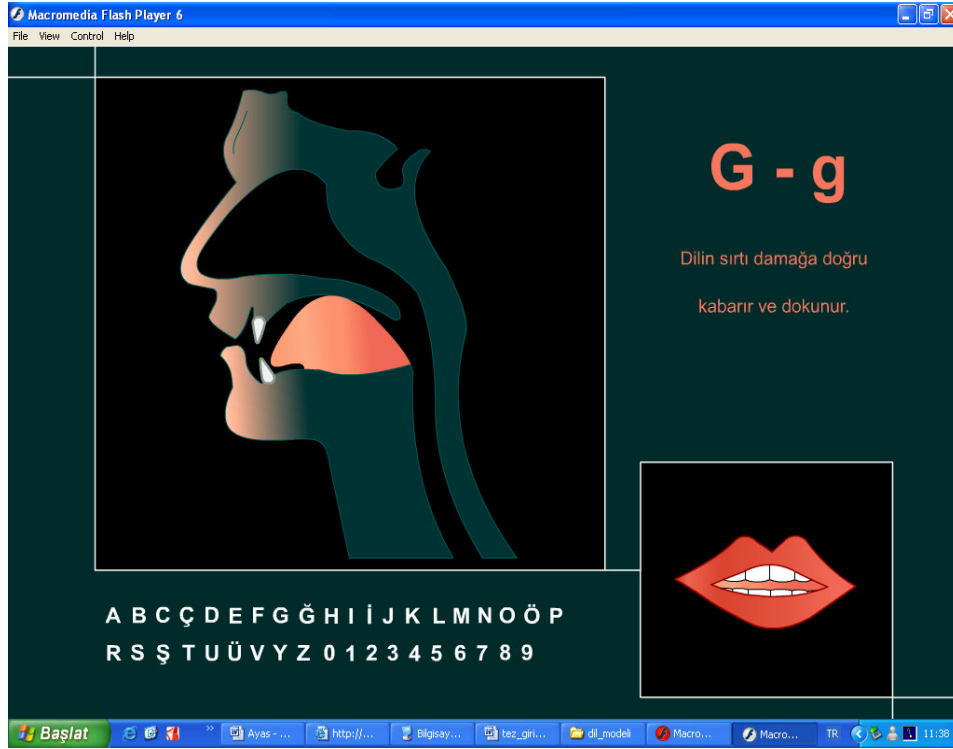 Macromedia Flash Player 6
File View Control Help
G - g
Dilin sırtı damağa doğru
kabarır ve dokunur.
A B C Ç D E F G Ğ H I İ J K L M N O Ö P
R S Ş T U Ü V Y Z 0 1 2 3 4 5 6 7 8 9
Başlat » Ayas - ... http://... Bilgisay... tez_giri... dil_modeli Macro... Macro... TR 11:38